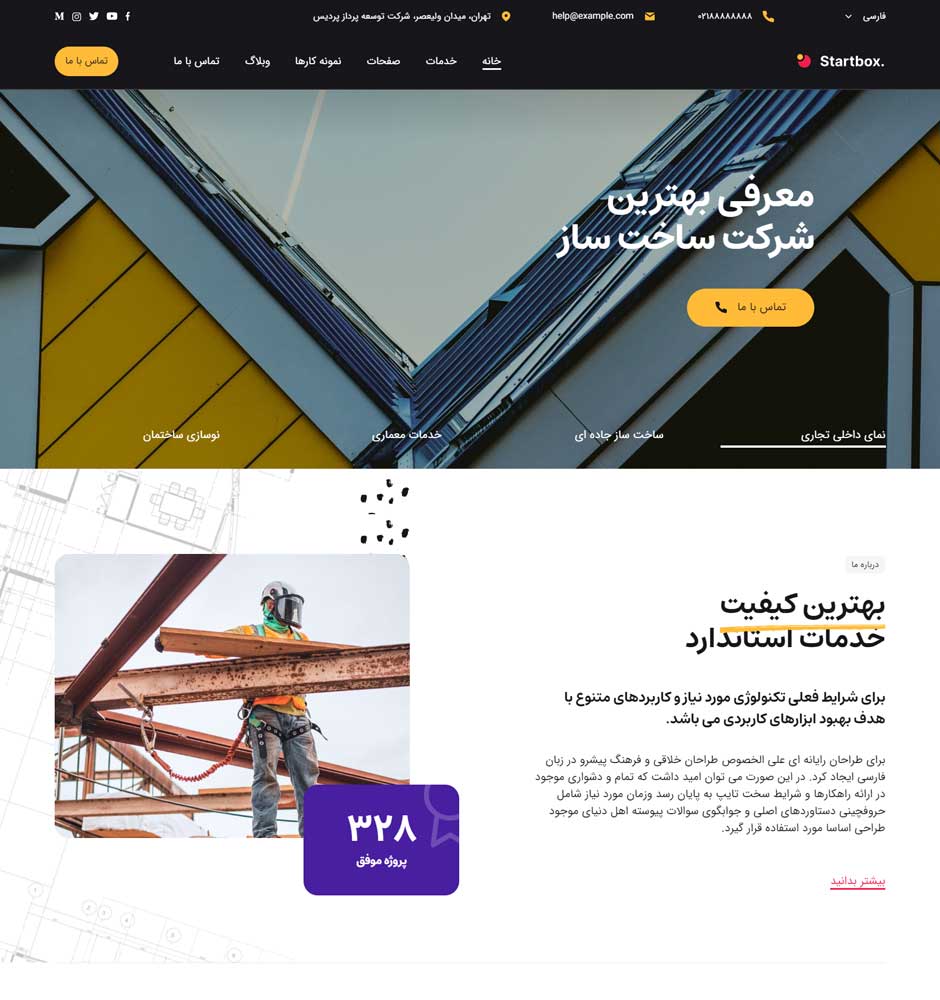 فارسی
۰۲۱۸۸۸۸۸۸۸۸
help@example.com
تهران، میدان ولیعصر، شرکت توسعه پرداز پردیس
Startbox.
خانه
خدمات
صفحات
نمونه کارها
وبلاگ
تماس با ما
تماس با ما
معرفی بهترین
شرکت ساخت ساز
تماس با ما
نمای داخلی تجاری
ساخت ساز جاده ای
خدمات معماری
نوسازی ساختمان
درباره ما
بهترین کیفیت
خدمات استاندارد
برای شرایط فعلی تکنولوژی مورد نیاز و کاربردهای متنوع با
هدف بهبود ابزارهای کاربردی می باشد.
برای طراحان رایانه ای علی الخصوص طراحان خلاقی و فرهنگ پیشرو در زبان
فارسی ایجاد کرد. در این صورت می توان امید داشت که تمام و دشواری موجود
در ارائه راهکارها و شرایط سخت تایپ به پایان رسد وزمان مورد نیاز شامل
حروفچینی دستاوردهای اصلی و جوابگوی سوالات پیوسته اهل دنیای موجود
طراحی اساسا مورد استفاده قرار گیرد.
بیشتر بدانید
۳۲۸
پروژه موفق